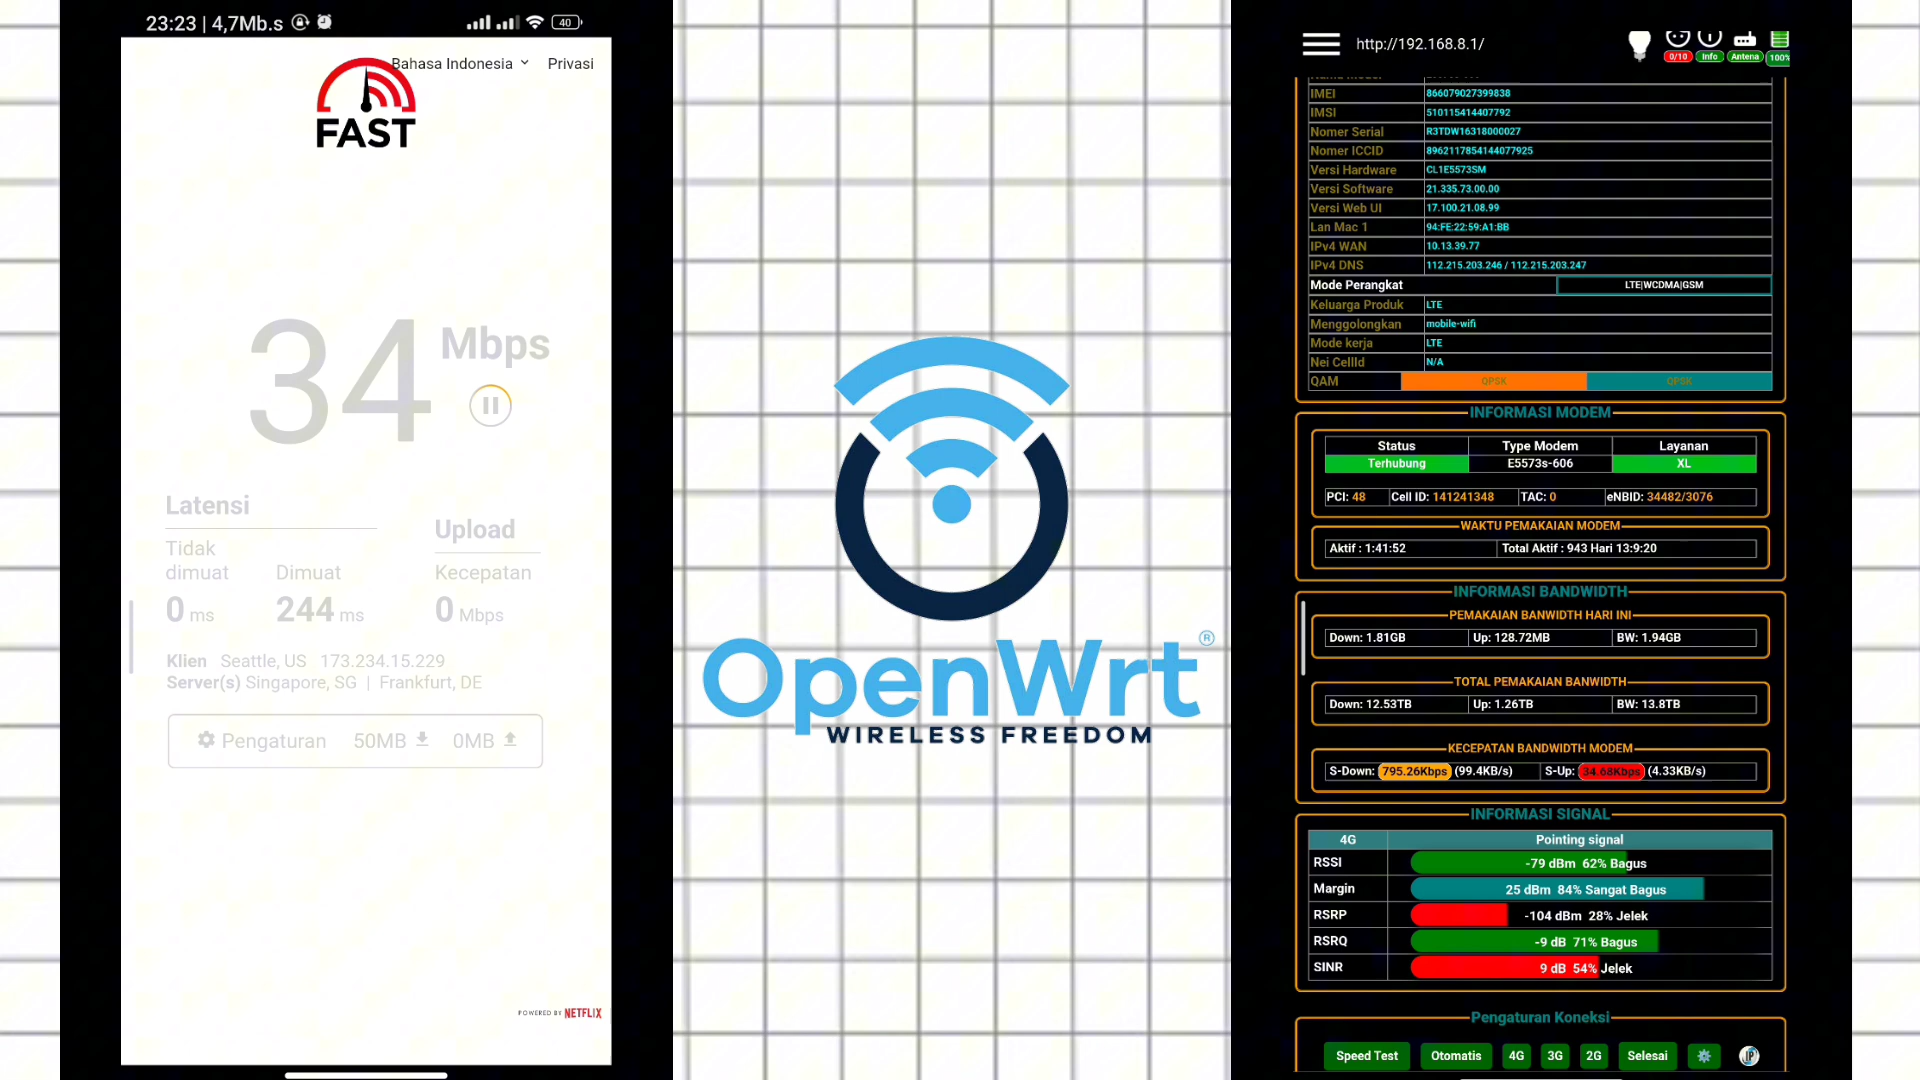 23:23 | 4,7Mb.s
40
Bahasa Indonesia
Privasi
FAST
34 Mbps
Latensi
Tidak dimuat
0 ms
Dimuat
244 ms
Upload
Kecepatan
0 Mbps
Klien Seattle, US 173.234.15.229
Server(s) Singapore, SG | Frankfurt, DE
Pengaturan 50MB 0MB
POWERED BY NETFLIX
OpenWrt®
WIRELESS FREEDOM
http://192.168.8.1/
0/10 Info Antena 100%
IMEI 866079027399838
IMSI 510115414407792
Nomer Serial R3TDW16318000027
Nomer ICCID 8962117854144077925
Versi Hardware CL1E5573SM
Versi Software 21.335.73.00.00
Versi Web UI 17.100.21.08.99
Lan Mac 1 94:FE:22:59:A1:BB
IPv4 WAN 10.13.39.77
IPv4 DNS 112.215.203.246 / 112.215.203.247
Mode Perangkat LTE|WCDMA|GSM
Keluarga Produk LTE
Menggolongkan mobile-wifi
Mode kerja LTE
Nei CellId N/A
QAM QPSK QPSK
INFORMASI MODEM
Status Type Modem Layanan
Terhubung E5573s-606 XL
PCI: 48 Cell ID: 141241348 TAC: 0 eNBID: 34482/3076
WAKTU PEMAKAIAN MODEM
Aktif : 1:41:52 Total Aktif : 943 Hari 13:9:20
INFORMASI BANDWIDTH
PEMAKAIAN BANWIDTH HARI INI
Down: 1.81GB Up: 128.72MB BW: 1.94GB
TOTAL PEMAKAIAN BANWIDTH
Down: 12.53TB Up: 1.26TB BW: 13.8TB
KECEPATAN BANDWIDTH MODEM
S-Down: 795.26Kbps (99.4KB/s) S-Up: 34.68Kbps (4.33KB/s)
INFORMASI SIGNAL
4G Pointing signal
RSSI -79 dBm 62% Bagus
Margin 25 dBm 84% Sangat Bagus
RSRP -104 dBm 28% Jelek
RSRQ -9 dB 71% Bagus
SINR 9 dB 54% Jelek
Pengaturan Koneksi
Speed Test Otomatis 4G 3G 2G Selesai IP